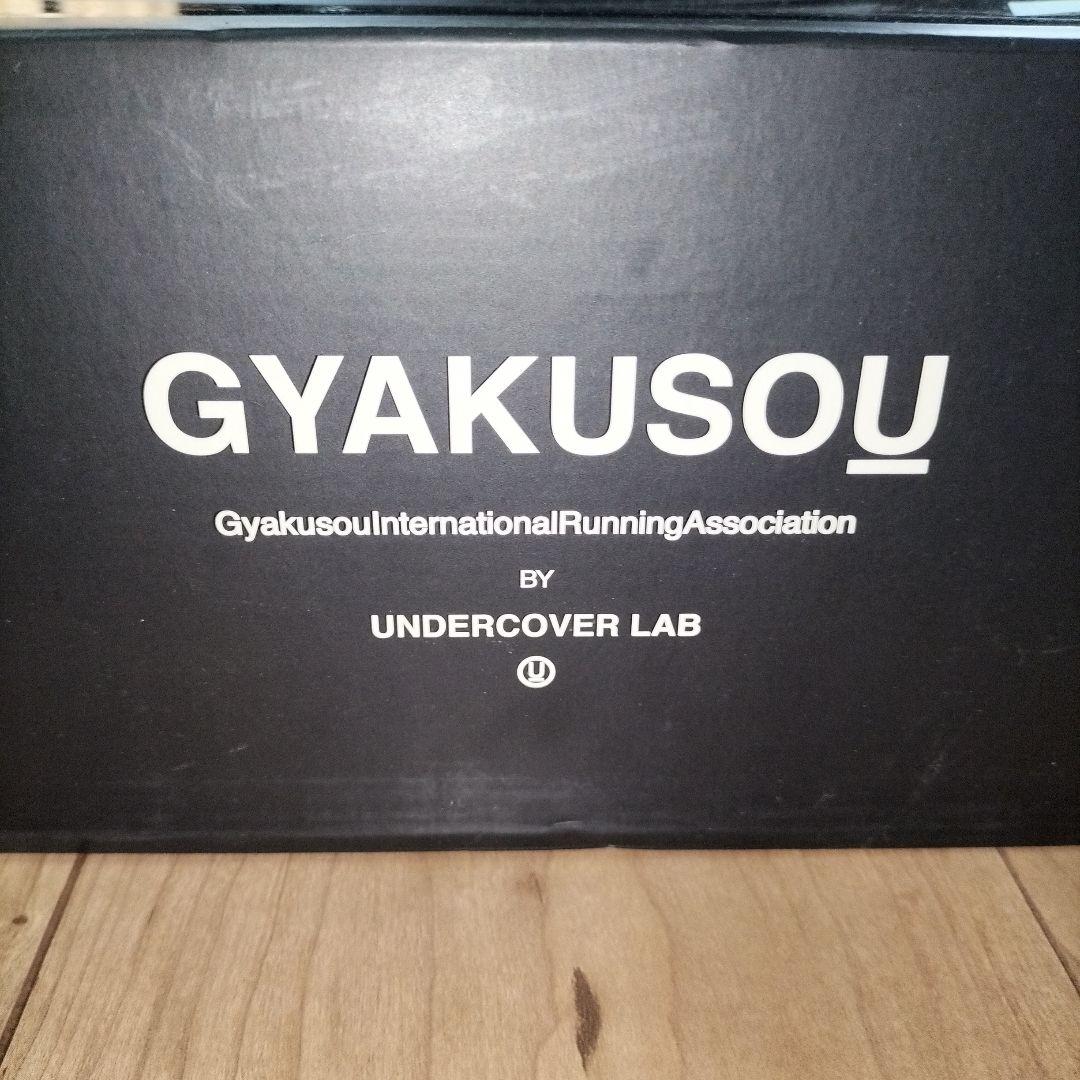 GYAKUSOU
GyakusouInternationalRunningAssociation
BY
UNDERCOVER LAB
U